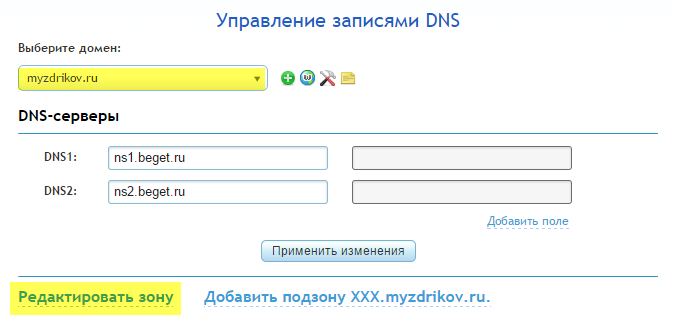 Управление записями DNS
Выберите домен:
myzdrikov.ru
DNS-серверы
DNS1: ns1.beget.ru
DNS2: ns2.beget.ru
Добавить поле
Применить изменения
Редактировать зону Добавить подзону XXX.myzdrikov.ru.